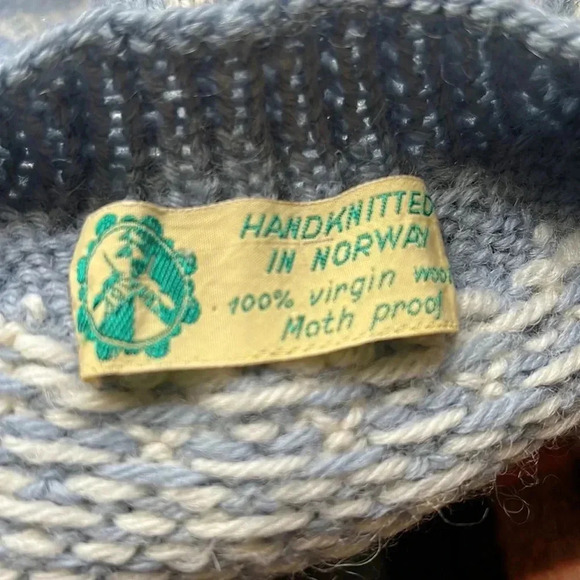 HANDKNITTED
IN NORWAY
100% virgin wool
Moth proof